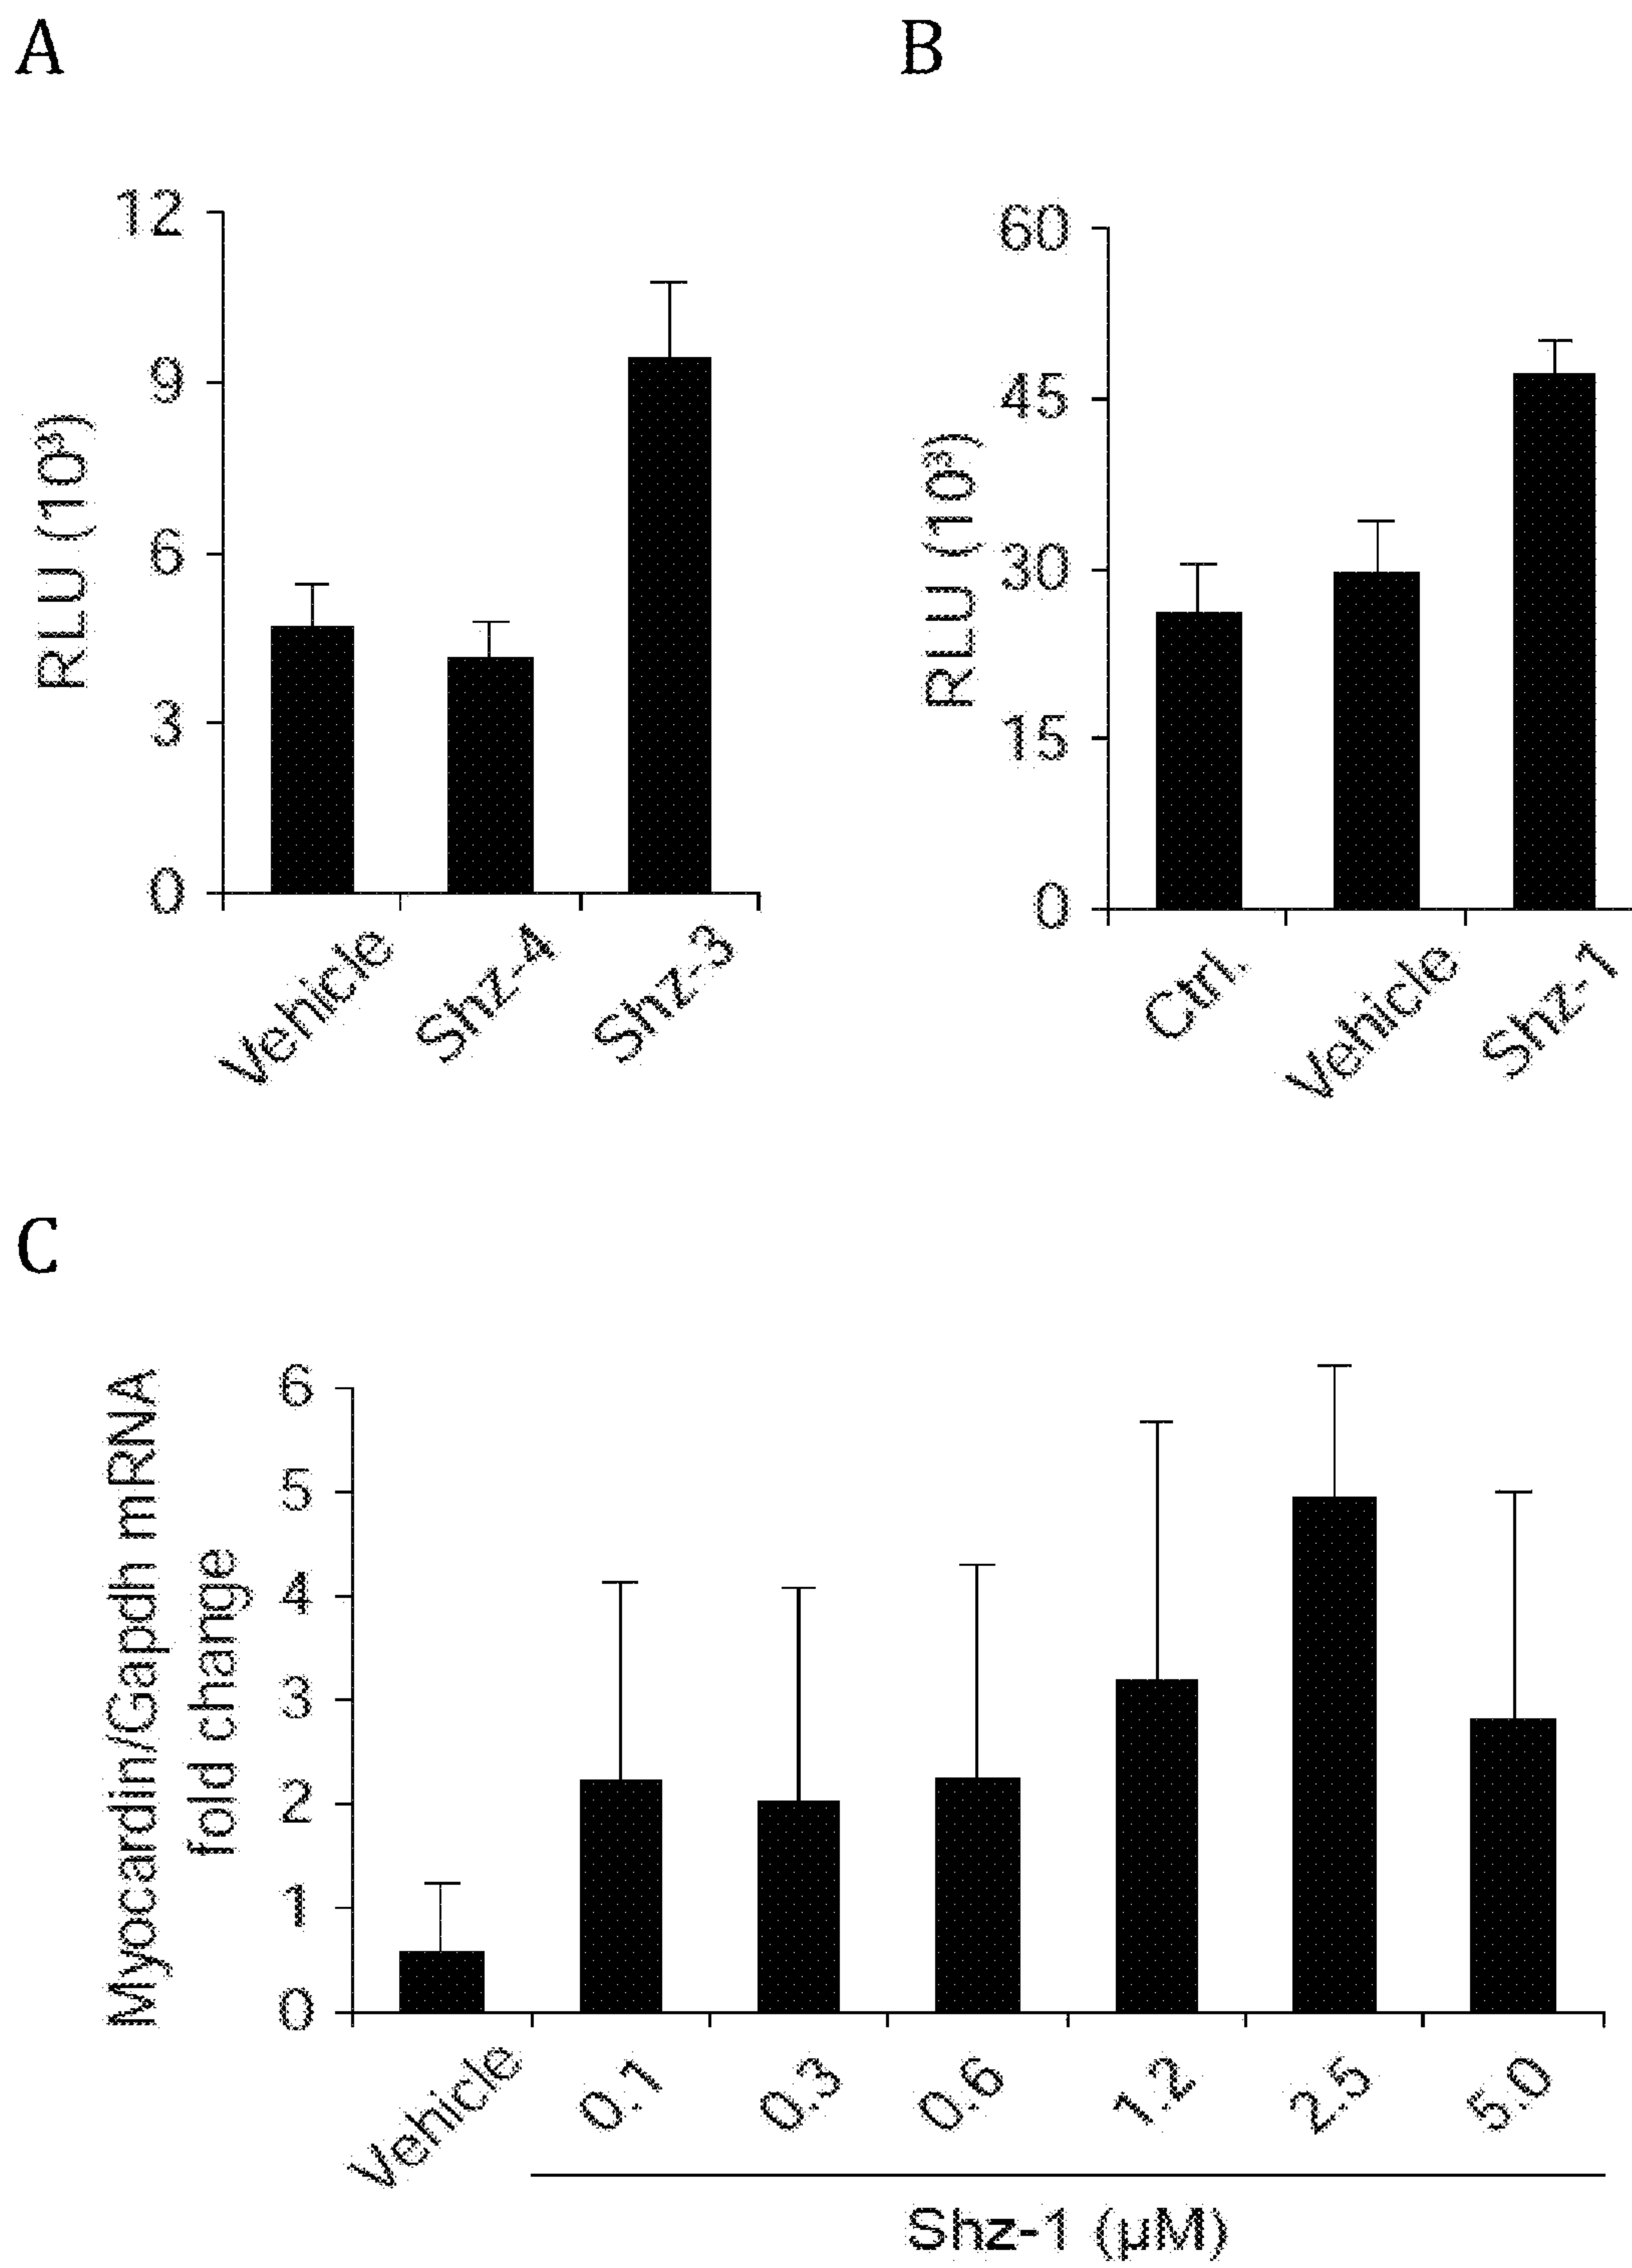 A
B
RLU (10³)
12
9
6
3
0
Vehicle
Shz-4
Shz-3
RLU (10³)
60
45
30
15
0
Ctrl.
Vehicle
Shz-1
C
Myocardin/Gapdh mRNA
fold change
6
5
4
3
2
1
0
Vehicle
0.1
0.3
0.6
1.2
2.5
5.0
Shz-1 (µM)